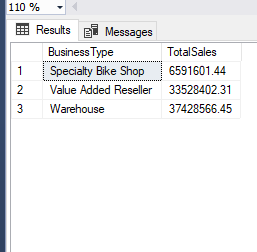 110 %
Results Messages
BusinessType TotalSales
1 Specialty Bike Shop 6591601.44
2 Value Added Reseller 33528402.31
3 Warehouse 37428566.45